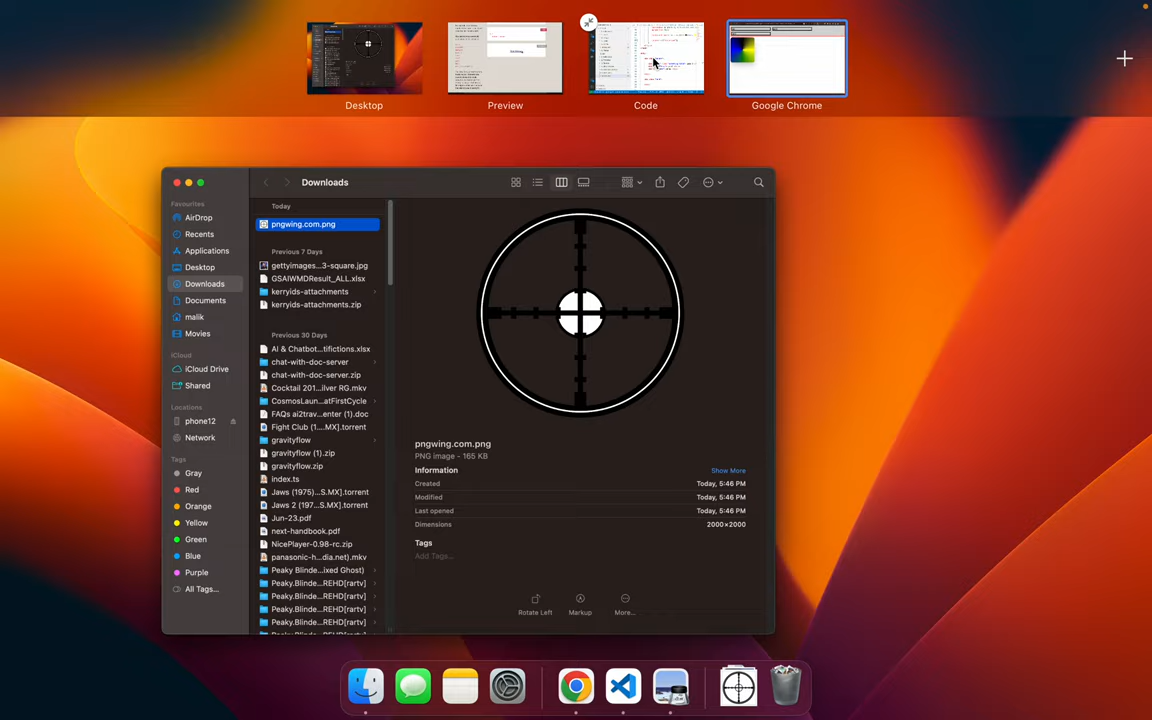 Desktop
Preview
Code
Google Chrome
Downloads
Favourites
AirDrop
Recents
Applications
Desktop
Downloads
Documents
malik
Movies
iCloud
iCloud Drive
Shared
Locations
phone12
Network
Tags
Gray
Red
Orange
Yellow
Green
Blue
Purple
All Tags...
Today
pngwing.com.png
Previous 7 Days
gettyimages...3-square.jpg
GSAIWMDResult_ALL.xlsx
kerryids-attachments
kerryids-attachments.zip
Previous 30 Days
AI & Chatbot...tifictions.xlsx
chat-with-doc-server
chat-with-doc-server.zip
Cocktail 201...ilver RG.mkv
CosmosLaun...atFirstCycle
FAQs ai2trav...enter (1).doc
Fight Club (1....MX].torrent
gravityflow
gravityflow (1).zip
gravityflow.zip
index.ts
Jaws (1975)...S.MX].torrent
Jaws 2 (197...S.MX].torrent
Jun-23.pdf
next-handbook.pdf
NicePlayer-0.98-rc.zip
panasonic-h...dia.net).mkv
Peaky.Blinde...ixed Ghost)
Peaky.Blinde...REHD[rartv]
Peaky.Blinde...REHD[rartv]
Peaky.Blinde...REHD[rartv]
Peaky.Blinde...REHD[rartv]
pngwing.com.png
PNG image - 165 KB
Information
Show More
Created Today, 5:46 PM
Modified Today, 5:46 PM
Last opened Today, 5:46 PM
Dimensions 2000×2000
Tags
Add Tags...
Rotate Left
Markup
More...